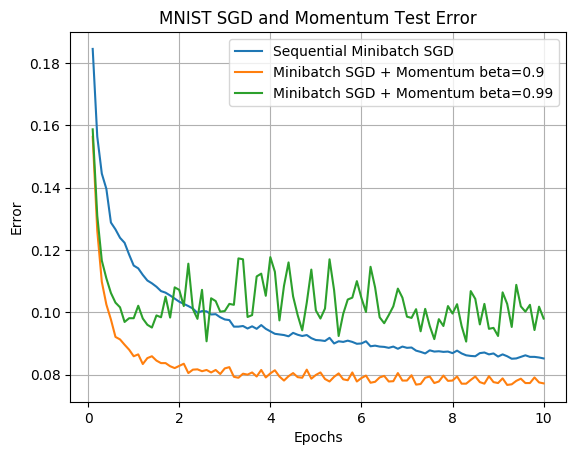 MNIST SGD and Momentum Test Error
Sequential Minibatch SGD
Minibatch SGD + Momentum beta=0.9
Minibatch SGD + Momentum beta=0.99
Error
0.18
0.16
0.14
0.12
0.10
0.08
0 2 4 6 8 10
Epochs